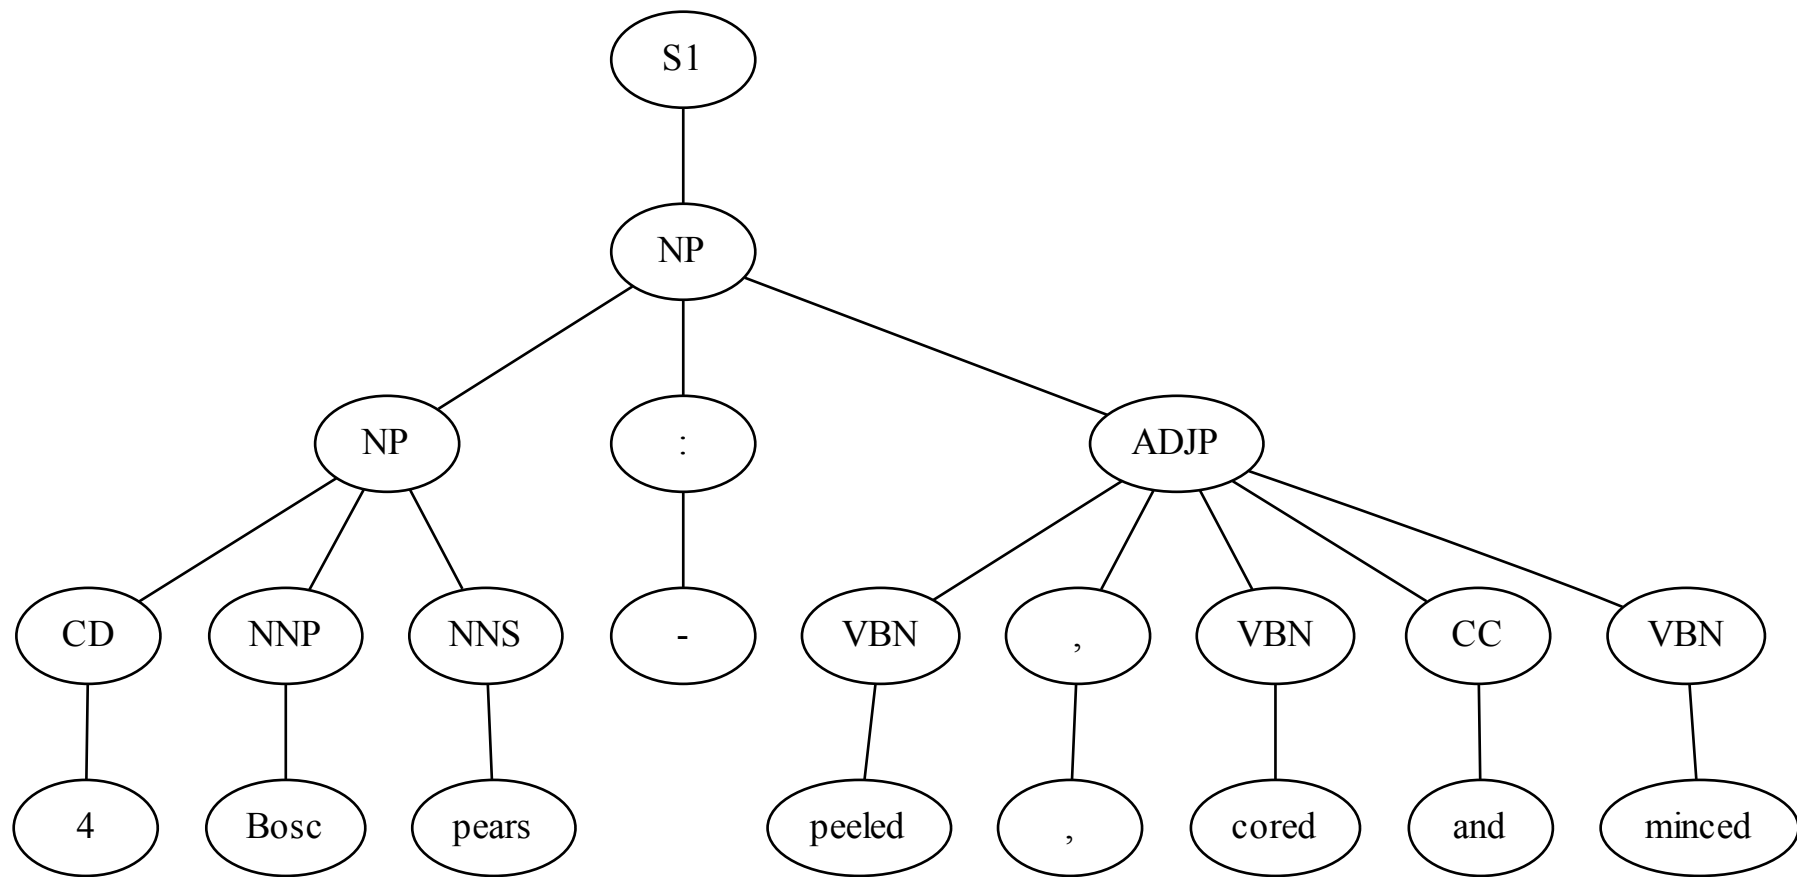 S1
NP
NP : ADJP
CD NNP NNS - VBN , VBN CC VBN
4 Bosc pears peeled , cored and minced